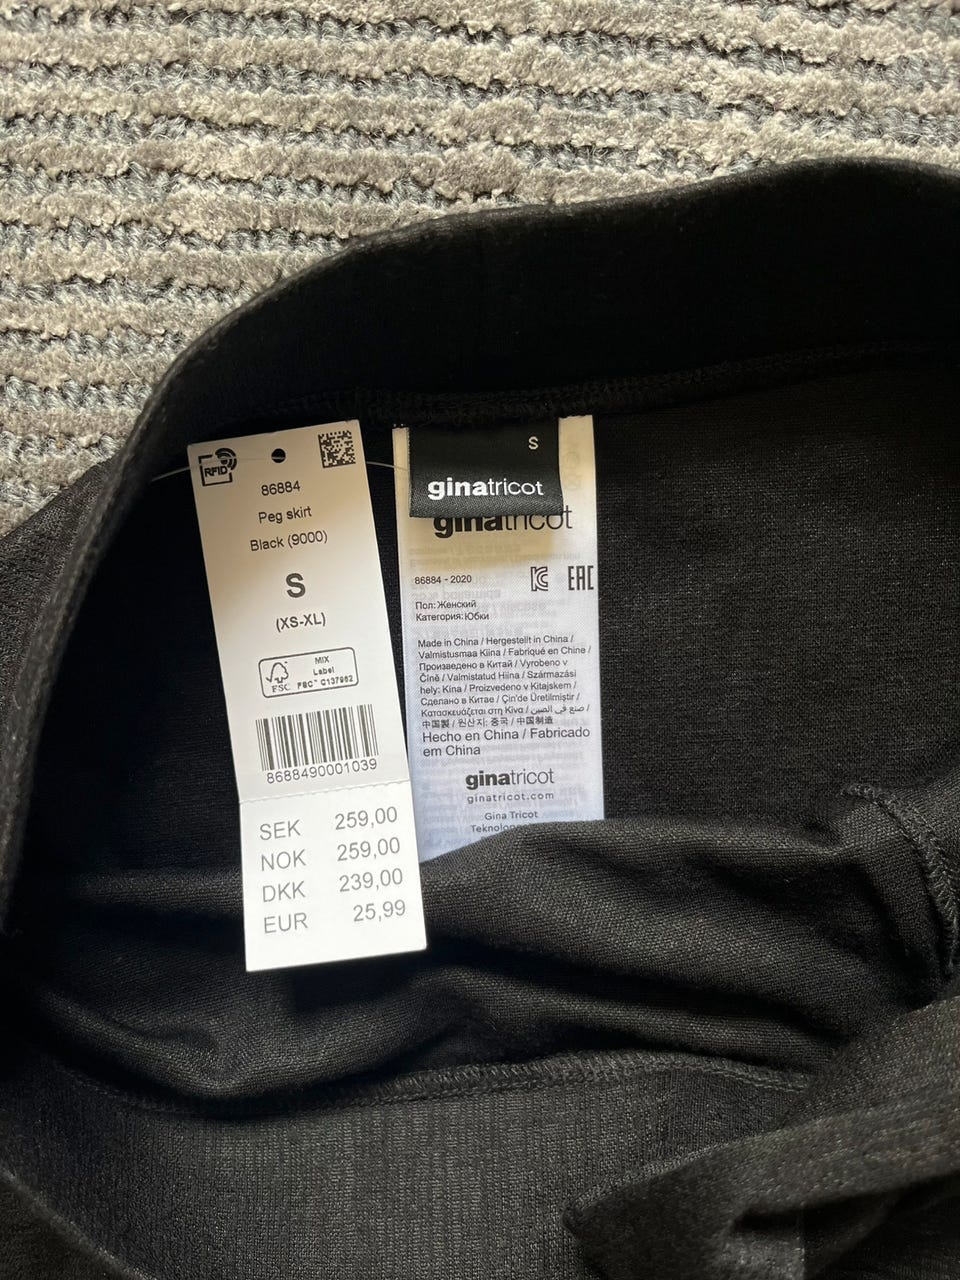 RFID
86884
Peg skirt
Black (9000)
S
(XS-XL)
FSC
MIX
Label
FSC™ C137962
8688490001039
SEK 259,00
NOK 259,00
DKK 239,00
EUR 25,99
S
ginatricot
ginatricot
86884 - 2020
EAC
Пол: Женский
Категория: Юбки
Made in China / Hergestellt in China /
Valmistusmaa Kiina / Fabriqué en Chine /
Произведено в Китай / Vyrobeno v
Číně / Valmistatud Hiina / Származási
hely: Kína / Proizvedeno v Kitajskem /
Сделано в Китае / Çin'de Üretilmiştir /
Κατασκευάζεται στη Κίνα / صنع في الصين /
中国製 / 원산지: 중국 / 中国制造
Hecho en China / Fabricado
em China
ginatricot
ginatricot.com
Gina Tricot